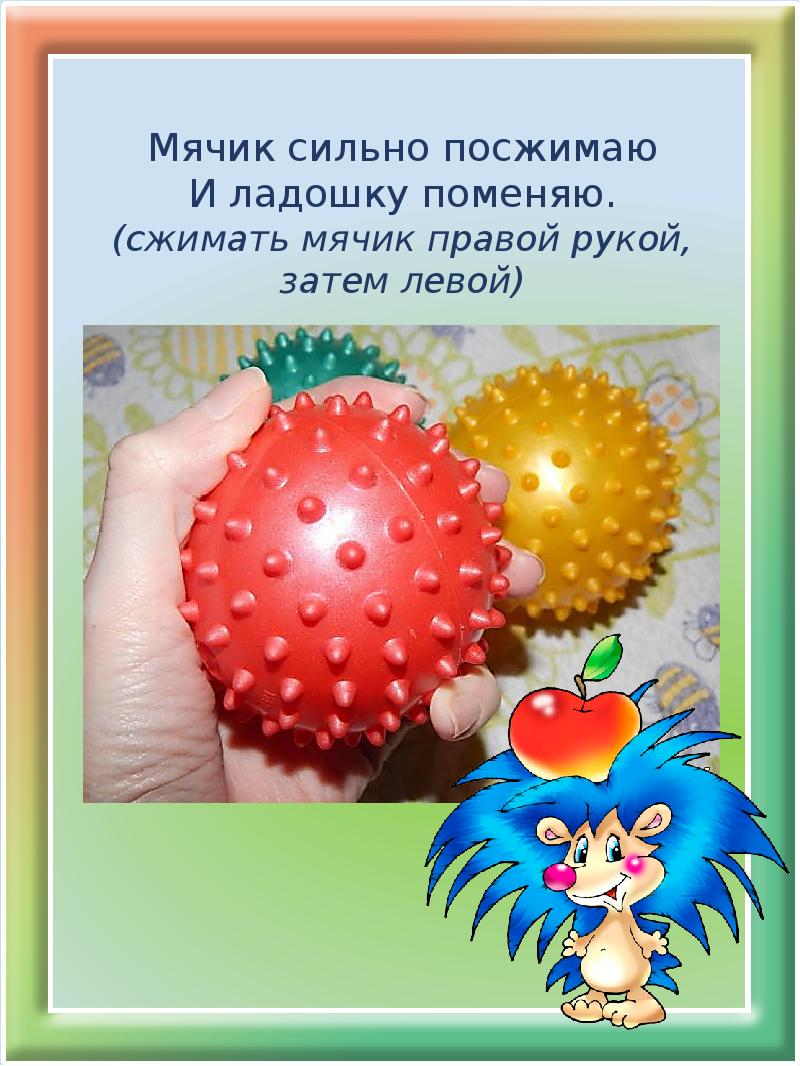 Мячик сильно посжимаю
И ладошку поменяю.
(сжимать мячик правой рукой,
затем левой)